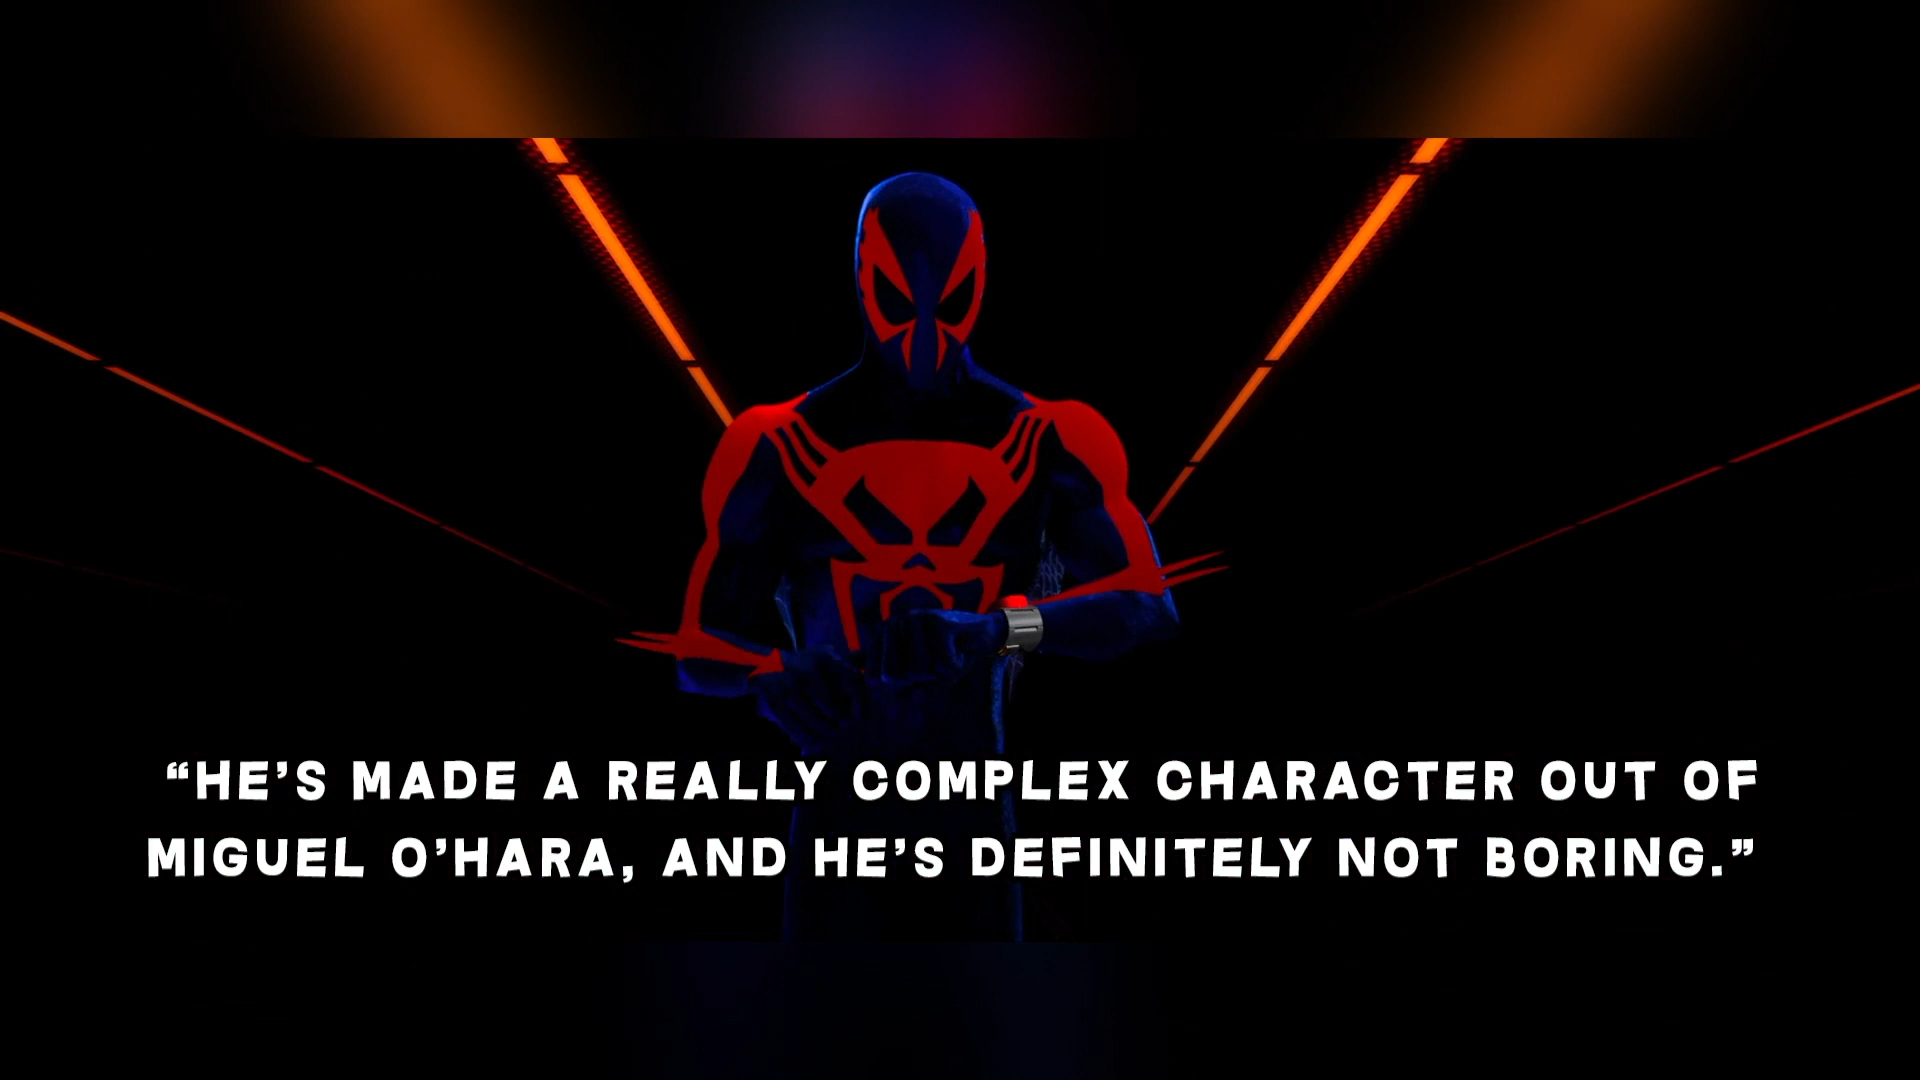 “HE’S MADE A REALLY COMPLEX CHARACTER OUT OF
MIGUEL O’HARA, AND HE’S DEFINITELY NOT BORING.”